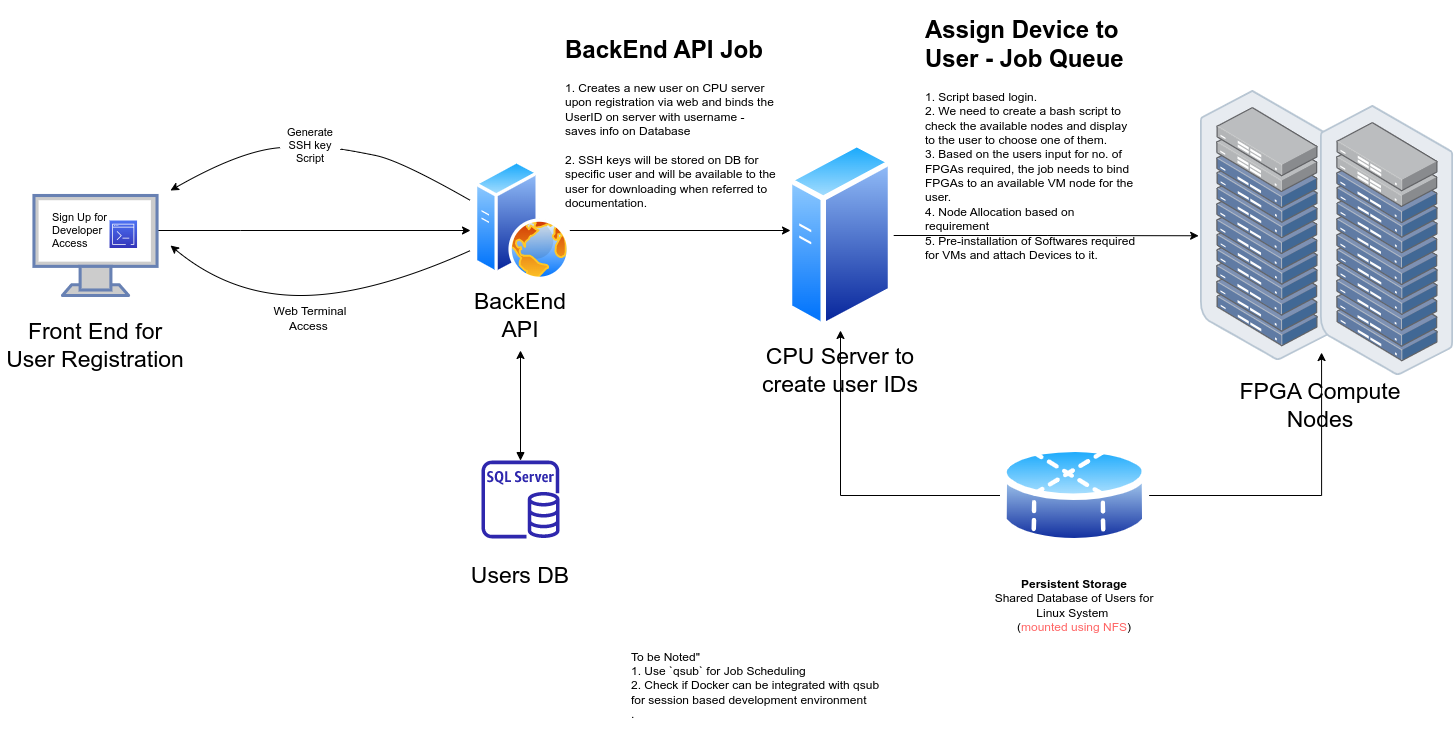 BackEnd API Job
1. Creates a new user on CPU server
upon registration via web and binds the
UserID on server with username -
saves info on Database
2. SSH keys will be stored on DB for
specific user and will be available to the
user for downloading when referred to
documentation.
Assign Device to
User - Job Queue
1. Script based login.
2. We need to create a bash script to
check the available nodes and display
to the user to choose one of them.
3. Based on the users input for no. of
FPGAs required, the job needs to bind
FPGAs to an available VM node for the
user.
4. Node Allocation based on
requirement
5. Pre-installation of Softwares required
for VMs and attach Devices to it.
Generate
SSH key
Script
Sign Up for
Developer
Access
Web Terminal
Access
Front End for
User Registration
BackEnd
API
CPU Server to
create user IDs
FPGA Compute
Nodes
SQL Server
Users DB
Persistent Storage
Shared Database of Users for
Linux System
(mounted using NFS)
To be Noted"
1. Use `qsub` for Job Scheduling
2. Check if Docker can be integrated with qsub
for session based development environment
.